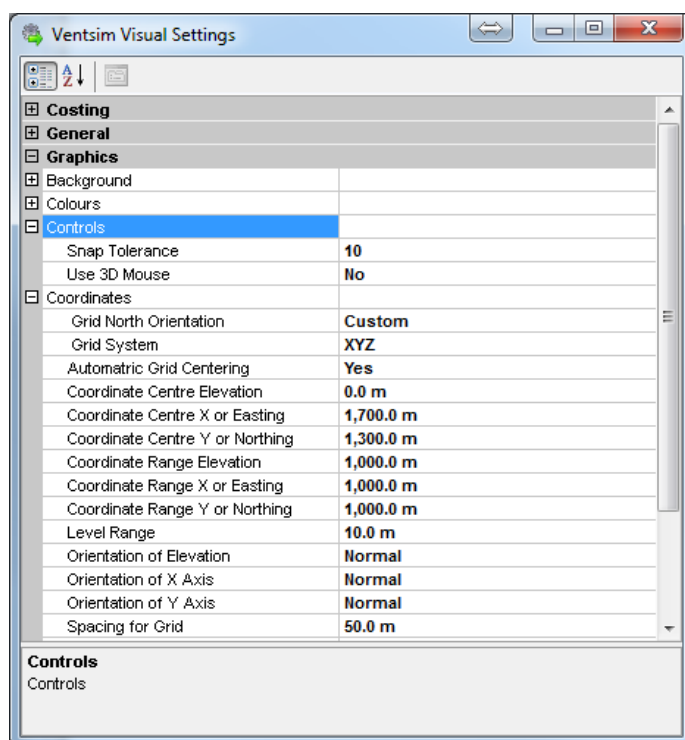 Ventsim Visual Settings
Costing
General
Graphics
Background
Colours
Controls
Snap Tolerance 10
Use 3D Mouse No
Coordinates
Grid North Orientation Custom
Grid System XYZ
Automatric Grid Centering Yes
Coordinate Centre Elevation 0.0 m
Coordinate Centre X or Easting 1,700.0 m
Coordinate Centre Y or Northing 1,300.0 m
Coordinate Range Elevation 1,000.0 m
Coordinate Range X or Easting 1,000.0 m
Coordinate Range Y or Northing 1,000.0 m
Level Range 10.0 m
Orientation of Elevation Normal
Orientation of X Axis Normal
Orientation of Y Axis Normal
Spacing for Grid 50.0 m
Controls
Controls